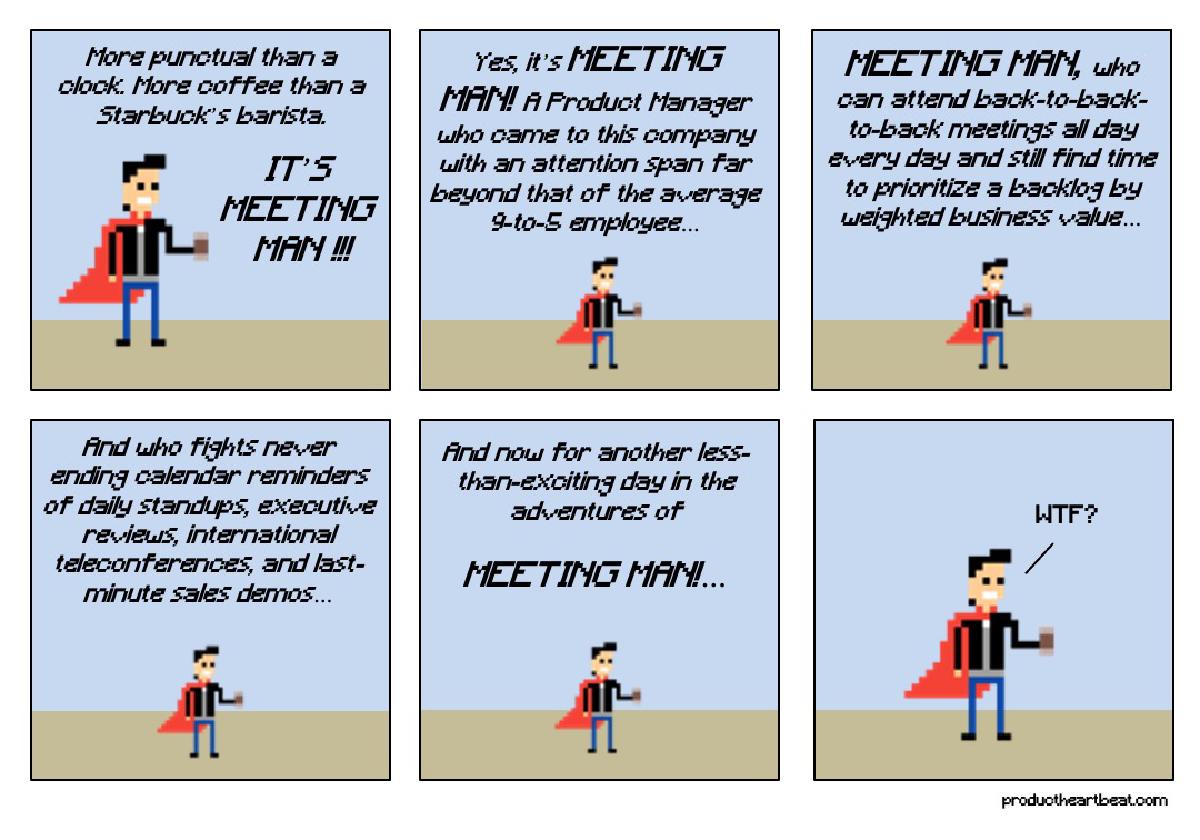 More punctual than a
clock. More coffee than a
Starbuck's barista.
IT'S
MEETING
MAN !!!
Yes, it's MEETING
MAN! A Product Manager
who came to this company
with an attention span far
beyond that of the average
9-to-5 employee...
MEETING MAN, who
can attend back-to-back-
to-back meetings all day
every day and still find time
to prioritize a backlog by
weighted business value...
And who fights never
ending calendar reminders
of daily standups, executive
reviews, international
teleconferences, and last-
minute sales demos...
And now for another less-
than-exciting day in the
adventures of
MEETING MAN!...
WTF?
productheartbeat.com